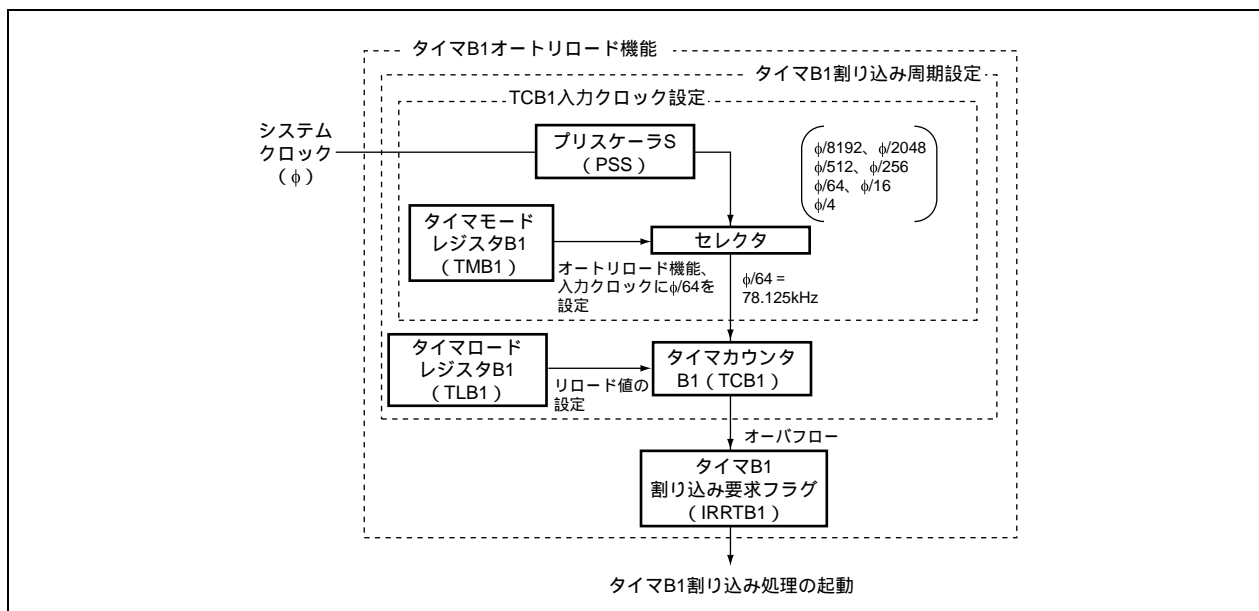 タイマB1オートリロード機能
タイマB1割り込み周期設定
TCB1入力クロック設定
システム
クロック
（φ）
プリスケーラS
（PSS）
φ/8192、φ/2048
φ/512、φ/256
φ/64、φ/16
φ/4
タイマモード
レジスタB1
（TMB1）
セレクタ
オートリロード機能、
入力クロックにφ/64を
設定
φ/64 =
78.125kHz
タイマロード
レジスタB1
（TLB1）
リロード値の
設定
タイマカウンタ
B1（TCB1）
オーバフロー
タイマB1
割り込み要求フラグ
（IRRTB1）
タイマB1割り込み処理の起動